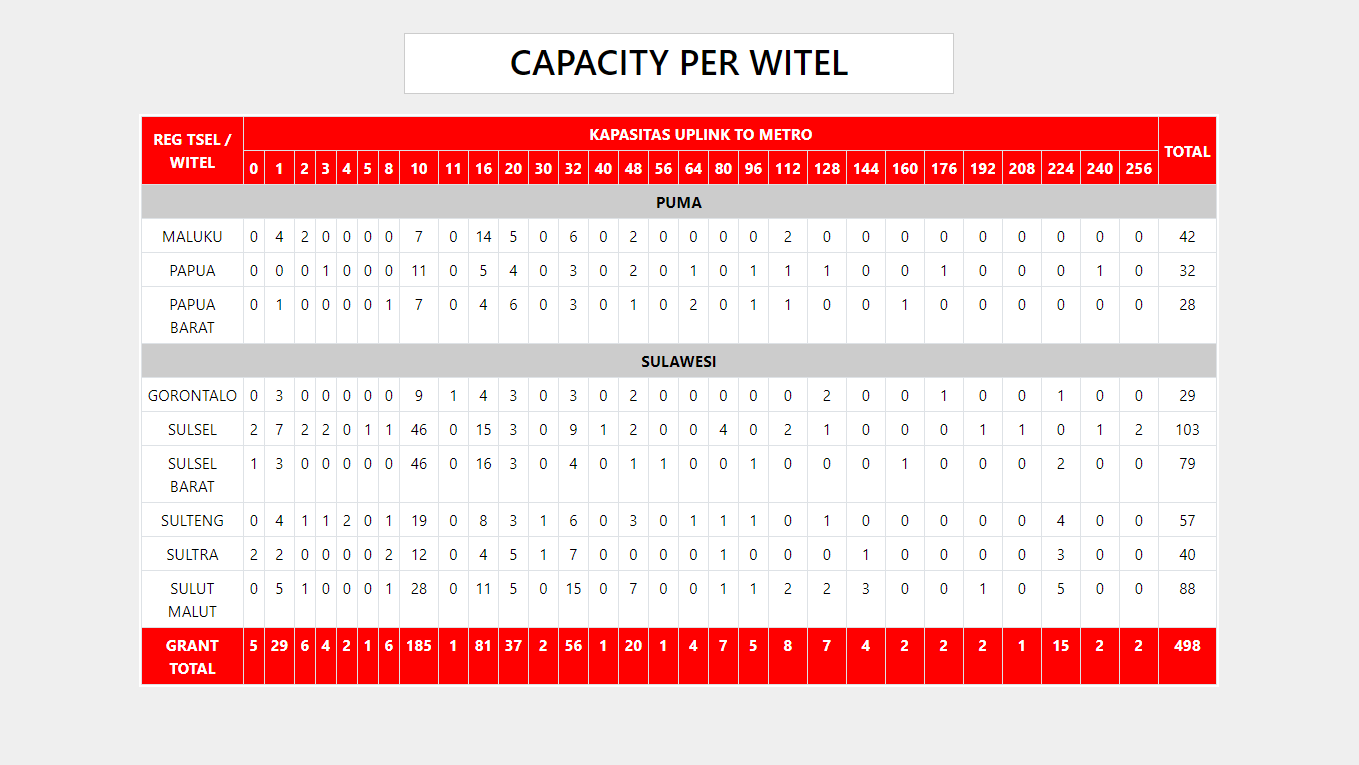 CAPACITY PER WITEL
REG TSEL / WITEL KAPASITAS UPLINK TO METRO TOTAL
0 1 2 3 4 5 8 10 11 16 20 30 32 40 48 56 64 80 96 112 128 144 160 176 192 208 224 240 256
PUMA
MALUKU 0 4 2 0 0 0 0 7 0 14 5 0 6 0 2 0 0 0 0 2 0 0 0 0 0 0 0 0 0 42
PAPUA 0 0 0 1 0 0 0 11 0 5 4 0 3 0 2 0 1 0 1 1 1 0 0 1 0 0 0 1 0 32
PAPUA BARAT 0 1 0 0 0 0 1 7 0 4 6 0 3 0 1 0 2 0 1 1 0 0 1 0 0 0 0 0 0 28
SULAWESI
GORONTALO 0 3 0 0 0 0 0 9 1 4 3 0 3 0 2 0 0 0 0 0 2 0 0 1 0 0 1 0 0 29
SULSEL 2 7 2 2 0 1 1 46 0 15 3 0 9 1 2 0 0 4 0 2 1 0 0 0 1 1 0 1 2 103
SULSEL BARAT 1 3 0 0 0 0 0 46 0 16 3 0 4 0 1 1 0 0 1 0 0 0 1 0 0 0 2 0 0 79
SULTENG 0 4 1 1 2 0 1 19 0 8 3 1 6 0 3 0 1 1 1 0 1 0 0 0 0 0 4 0 0 57
SULTRA 2 2 0 0 0 0 2 12 0 4 5 1 7 0 0 0 0 1 0 0 0 1 0 0 0 0 3 0 0 40
SULUT MALUT 0 5 1 0 0 0 1 28 0 11 5 0 15 0 7 0 0 1 1 2 2 3 0 0 1 0 5 0 0 88
GRANT TOTAL 5 29 6 4 2 1 6 185 1 81 37 2 56 1 20 1 4 7 5 8 7 4 2 2 2 1 15 2 2 498